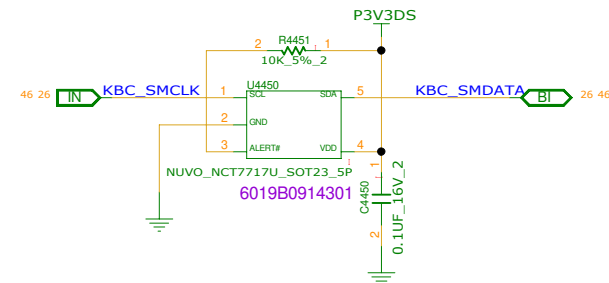 P3V3DS
R4451
2 1
10K_5%_2
U4450
46 26 IN KBC_SMCLK 1 SCL SDA 5 KBC_SMDATA BI 26 46
2 GND
3 ALERT# VDD 4
NUVO_NCT7717U_SOT23_5P
6019B0914301
1
C4450
0.1UF_16V_2
2